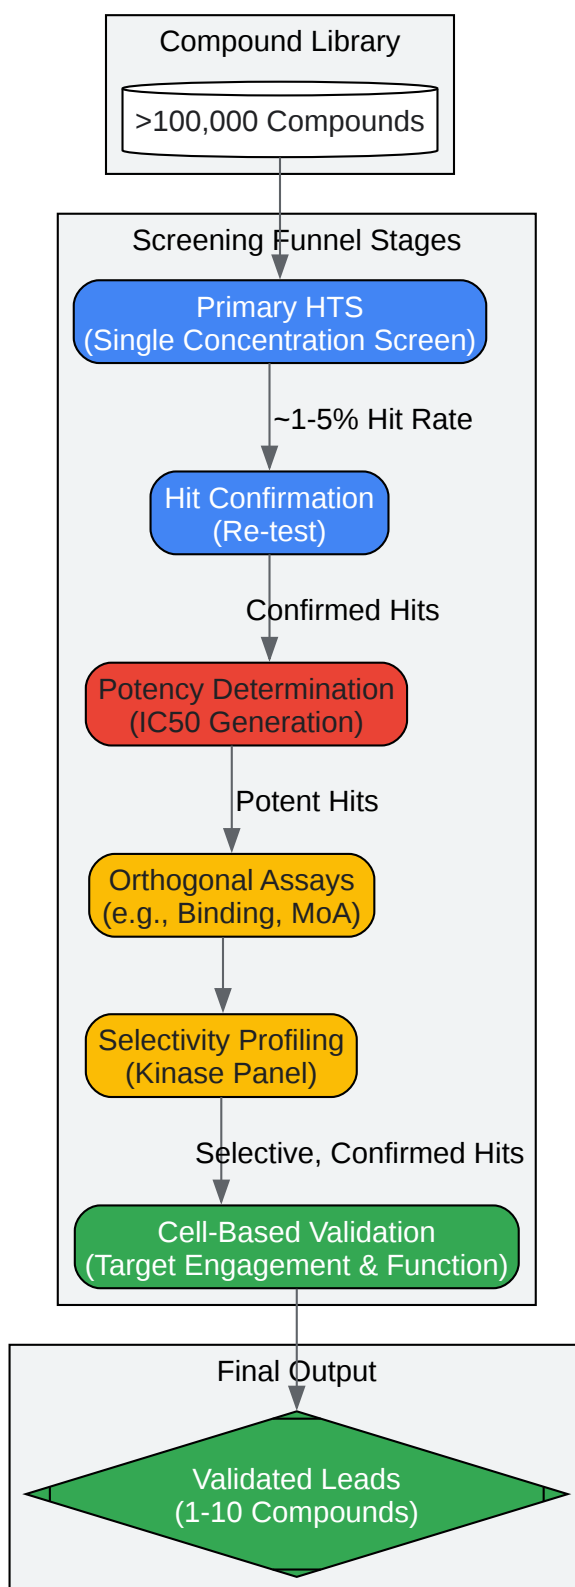 Compound Library
>100,000 Compounds
Screening Funnel Stages
Primary HTS
(Single Concentration Screen)
~1-5% Hit Rate
Hit Confirmation
(Re-test)
Confirmed Hits
Potency Determination
(IC50 Generation)
Potent Hits
Orthogonal Assays
(e.g., Binding, MoA)
Selectivity Profiling
(Kinase Panel)
Selective, Confirmed Hits
Cell-Based Validation
(Target Engagement & Function)
Final Output
Validated Leads
(1-10 Compounds)